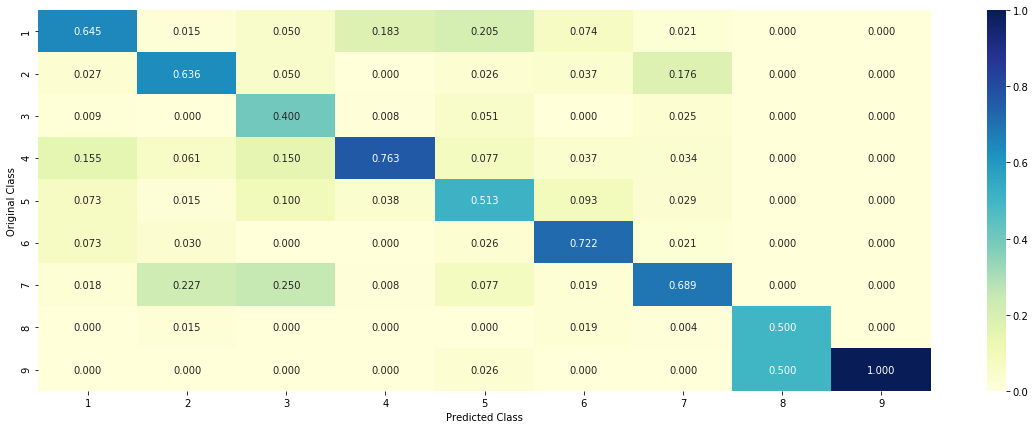 1 0.645 0.015 0.050 0.183 0.205 0.074 0.021 0.000 0.000
2 0.027 0.636 0.050 0.000 0.026 0.037 0.176 0.000 0.000
3 0.009 0.000 0.400 0.008 0.051 0.000 0.025 0.000 0.000
4 0.155 0.061 0.150 0.763 0.077 0.037 0.034 0.000 0.000
5 0.073 0.015 0.100 0.038 0.513 0.093 0.029 0.000 0.000
6 0.073 0.030 0.000 0.000 0.026 0.722 0.021 0.000 0.000
7 0.018 0.227 0.250 0.008 0.077 0.019 0.689 0.000 0.000
8 0.000 0.015 0.000 0.000 0.000 0.019 0.004 0.500 0.000
9 0.000 0.000 0.000 0.000 0.026 0.000 0.000 0.500 1.000
1 2 3 4 5 6 7 8 9
Predicted Class
Original Class
1.0
0.8
0.6
0.4
0.2
0.0